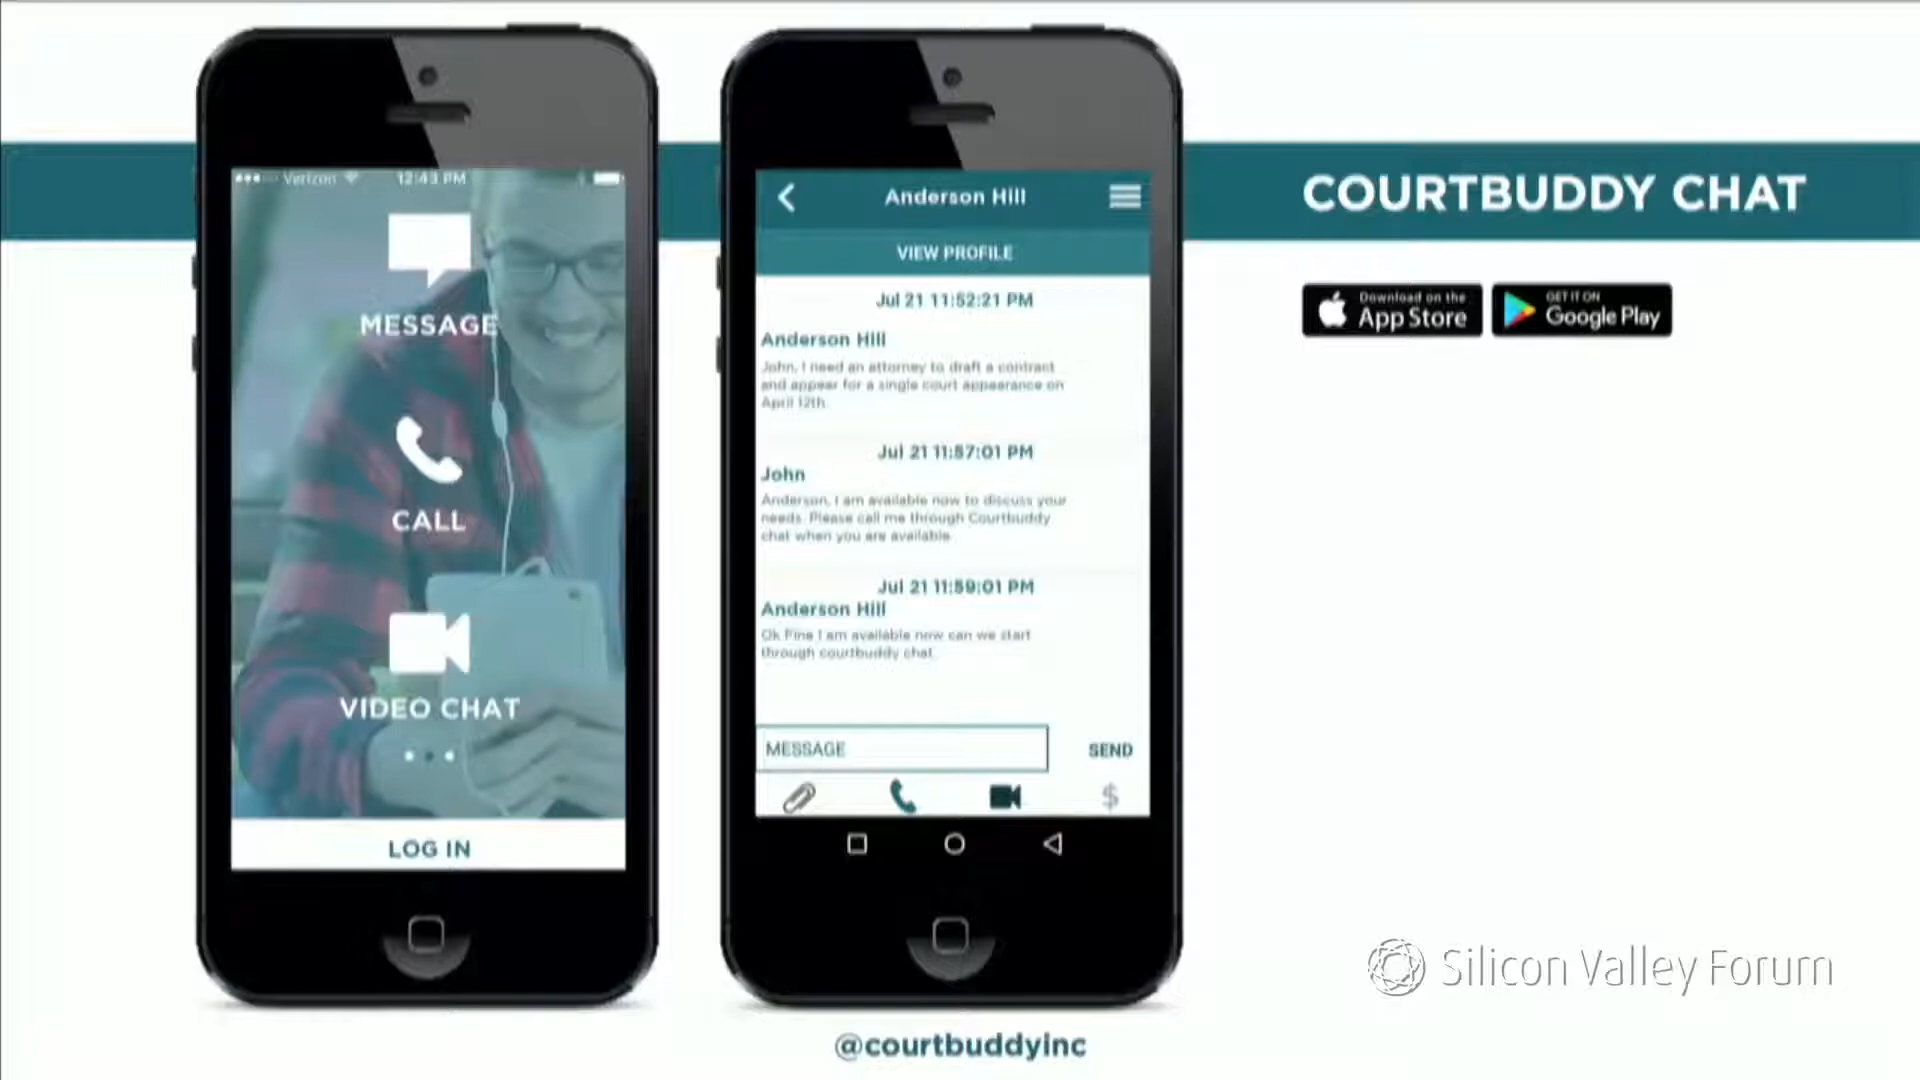 Verizon 12:43 PM
MESSAGE
CALL
VIDEO CHAT
LOG IN
Anderson Hill
VIEW PROFILE
Jul 21 11:52:21 PM
Anderson Hill
John, I need an attorney to draft a contract
and appear for a single court appearance on
April 12th.
Jul 21 11:57:01 PM
John
Anderson, I am available now to discuss your
needs. Please call me through Courtbuddy
chat when you are available.
Jul 21 11:59:01 PM
Anderson Hill
Ok Fine I am available now can we start
through courtbuddy chat.
MESSAGE SEND
$
COURTBUDDY CHAT
Download on the
App Store
GET IT ON
Google Play
Silicon Valley Forum
@courtbuddyinc